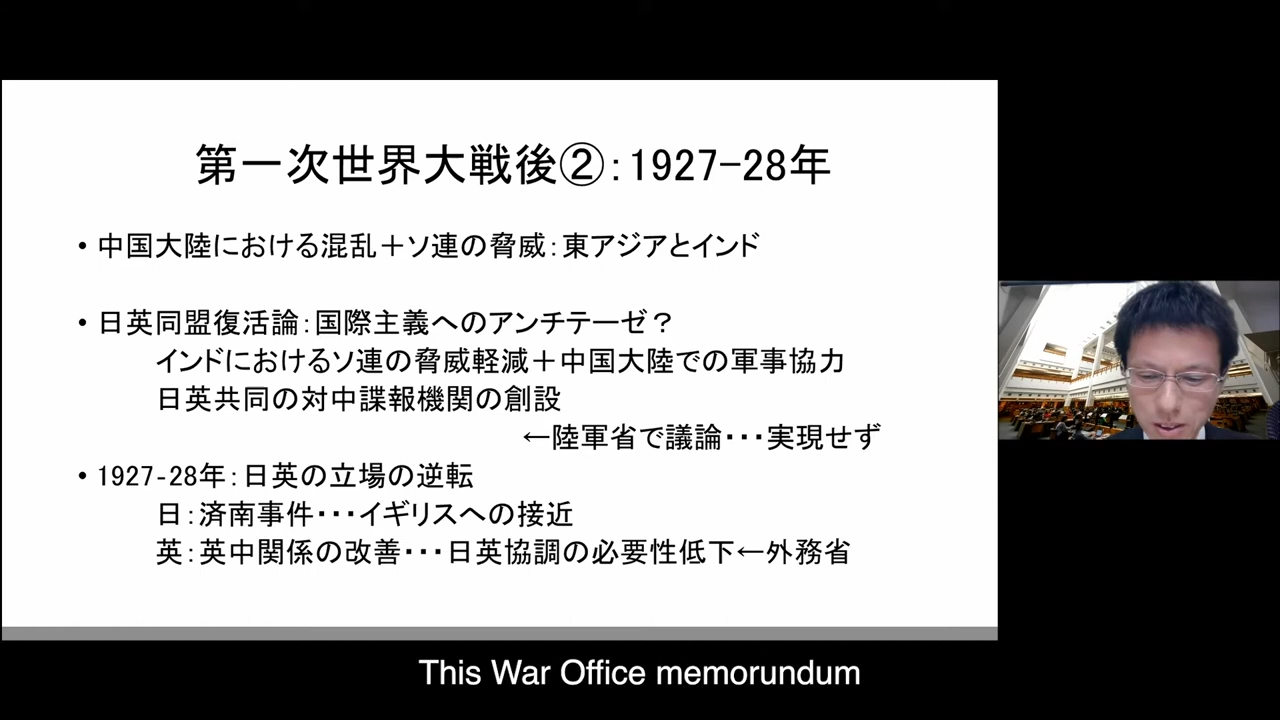 第一次世界大戦後②：1927−28年
• 中国大陸における混乱＋ソ連の脅威：東アジアとインド
• 日英同盟復活論：国際主義へのアンチテーゼ？
インドにおけるソ連の脅威軽減＋中国大陸での軍事協力
日英共同の対中諜報機関の創設
←陸軍省で議論・・・実現せず
• 1927-28年：日英の立場の逆転
日：済南事件・・・イギリスへの接近
英：英中関係の改善・・・日英協調の必要性低下←外務省
This War Office memorundum